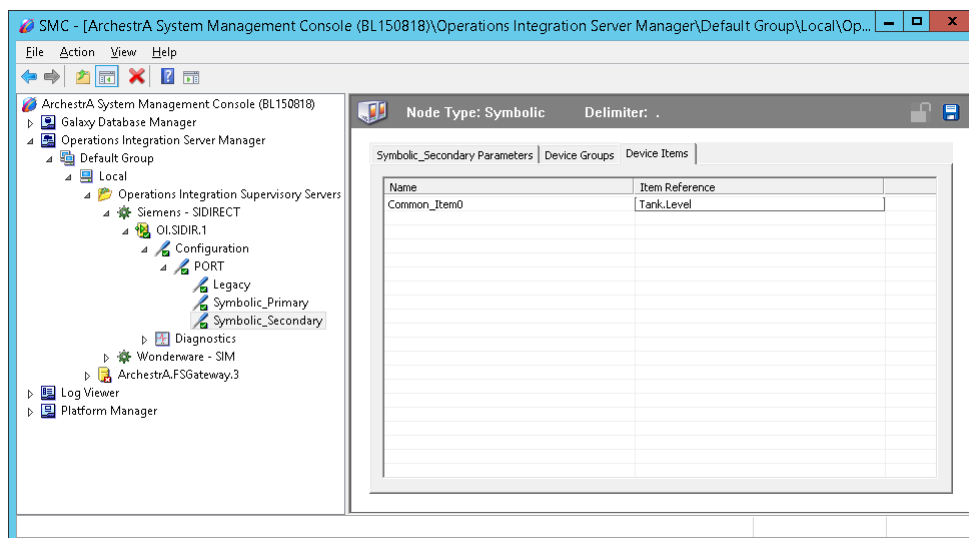 SMC - [ArchestrA System Management Console (BL150818)\Operations Integration Server Manager\Default Group\Local\Op...
File Action View Help
ArchestrA System Management Console (BL150818)
Galaxy Database Manager
Operations Integration Server Manager
Default Group
Local
Operations Integration Supervisory Servers
Siemens - SIDIRECT
OI.SIDIR.1
Configuration
PORT
Legacy
Symbolic_Primary
Symbolic_Secondary
Diagnostics
Wonderware - SIM
ArchestrA.FSGateway.3
Log Viewer
Platform Manager
Node Type: Symbolic Delimiter: .
Symbolic_Secondary Parameters Device Groups Device Items
Name Item Reference
Common_Item0 Tank.Level